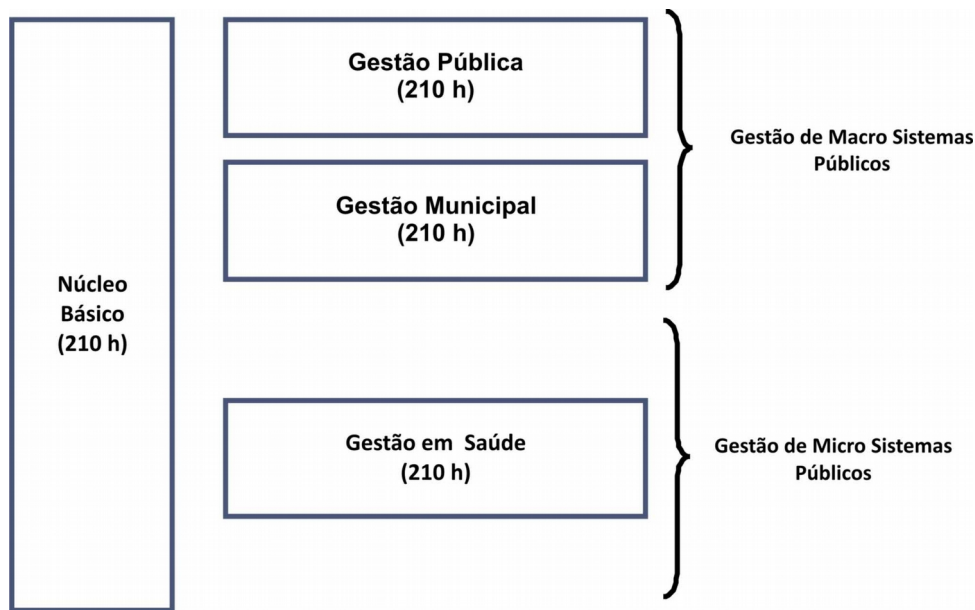 Núcleo
Básico
(210 h)
Gestão Pública
(210 h)
Gestão Municipal
(210 h)
Gestão de Macro Sistemas
Públicos
Gestão em Saúde
(210 h)
Gestão de Micro Sistemas
Públicos